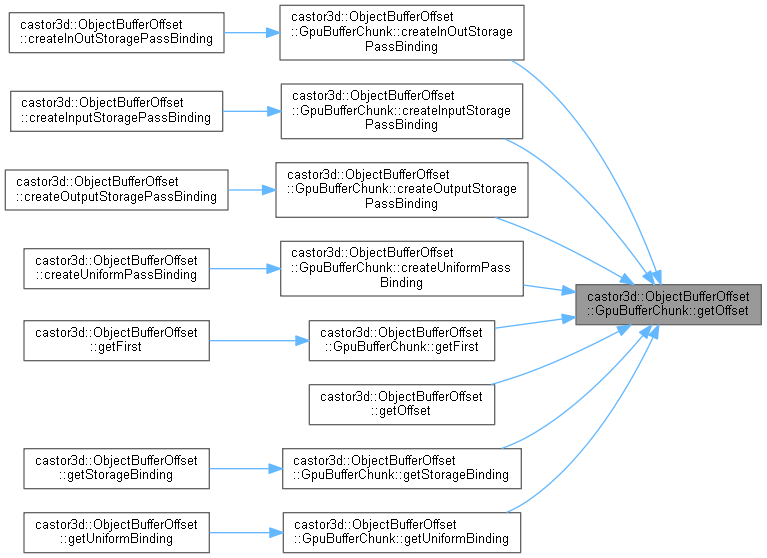 castor3d::ObjectBufferOffset
::createInOutStoragePassBinding
castor3d::ObjectBufferOffset
::GpuBufferChunk::createInOutStorage
PassBinding
castor3d::ObjectBufferOffset
::createInputStoragePassBinding
castor3d::ObjectBufferOffset
::GpuBufferChunk::createInputStorage
PassBinding
castor3d::ObjectBufferOffset
::createOutputStoragePassBinding
castor3d::ObjectBufferOffset
::GpuBufferChunk::createOutputStorage
PassBinding
castor3d::ObjectBufferOffset
::createUniformPassBinding
castor3d::ObjectBufferOffset
::GpuBufferChunk::createUniformPass
Binding
castor3d::ObjectBufferOffset
::GpuBufferChunk::getOffset
castor3d::ObjectBufferOffset
::getFirst
castor3d::ObjectBufferOffset
::GpuBufferChunk::getFirst
castor3d::ObjectBufferOffset
::getOffset
castor3d::ObjectBufferOffset
::getStorageBinding
castor3d::ObjectBufferOffset
::GpuBufferChunk::getStorageBinding
castor3d::ObjectBufferOffset
::getUniformBinding
castor3d::ObjectBufferOffset
::GpuBufferChunk::getUniformBinding